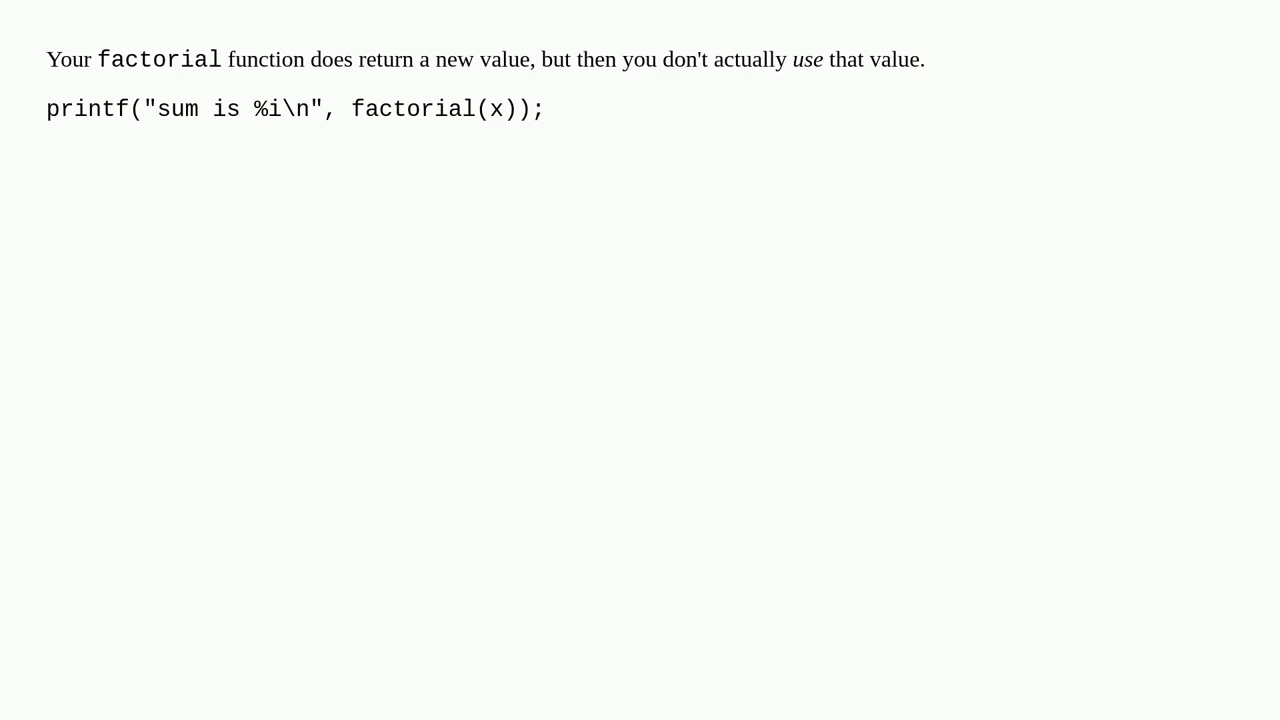 Your factorial function does return a new value, but then you don't actually use that value.
printf("sum is %i\n", factorial(x));